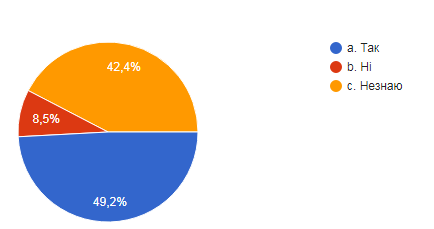 42,4%
8,5%
49,2%
a. Так
b. Ні
c. Незнаю